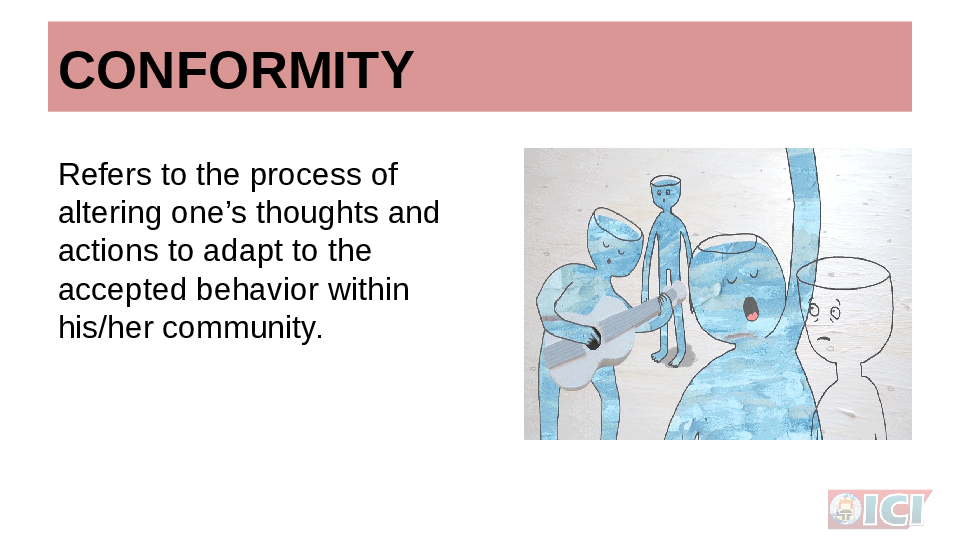 CONFORMITY
Refers to the process of
altering one’s thoughts and
actions to adapt to the
accepted behavior within
his/her community.
ICI